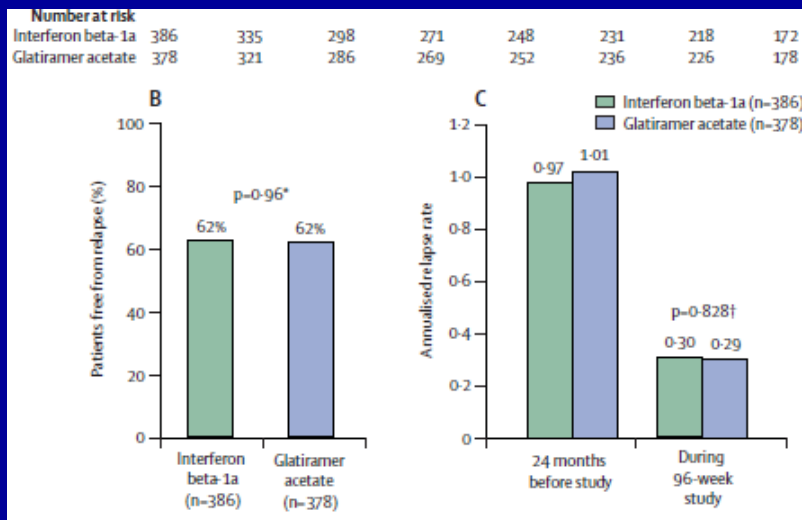 Number at risk
Interferon beta-1a 386 335 298 271 248 231 218 172
Glatiramer acetate 378 321 286 269 252 236 226 178
B
Patients free from relapse (%)
100
80
60
40
20
0
p=0·96*
62%
62%
Interferon
beta-1a
(n=386)
Glatiramer
acetate
(n=378)
C
Interferon beta-1a (n=386)
Glatiramer acetate (n=378)
Annualised relapse rate
1·2
1·0
0·8
0·6
0·4
0·2
0
0·97
1·01
p=0·828†
0·30
0·29
24 months
before study
During
96-week
study